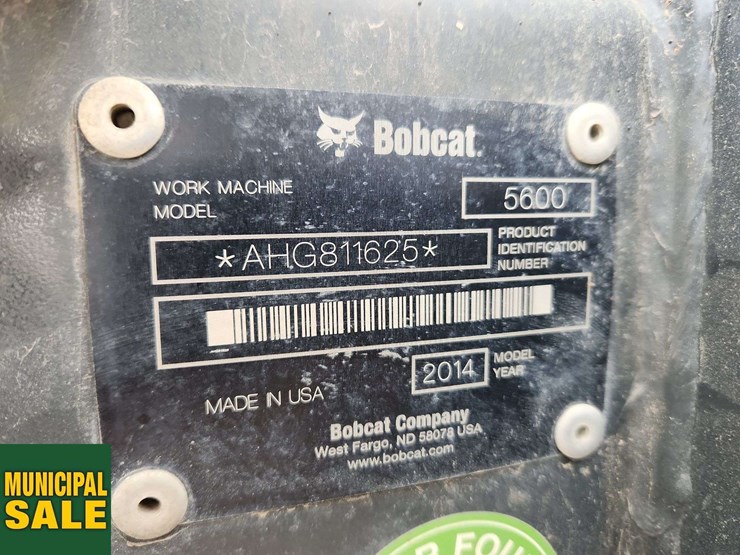 Bobcat.
WORK MACHINE
MODEL
5600
*AHG811625*
PRODUCT
IDENTIFICATION
NUMBER
2014
MODEL
YEAR
MADE IN USA
Bobcat Company
West Fargo, ND 58078 USA
www.bobcat.com
MUNICIPAL
SALE